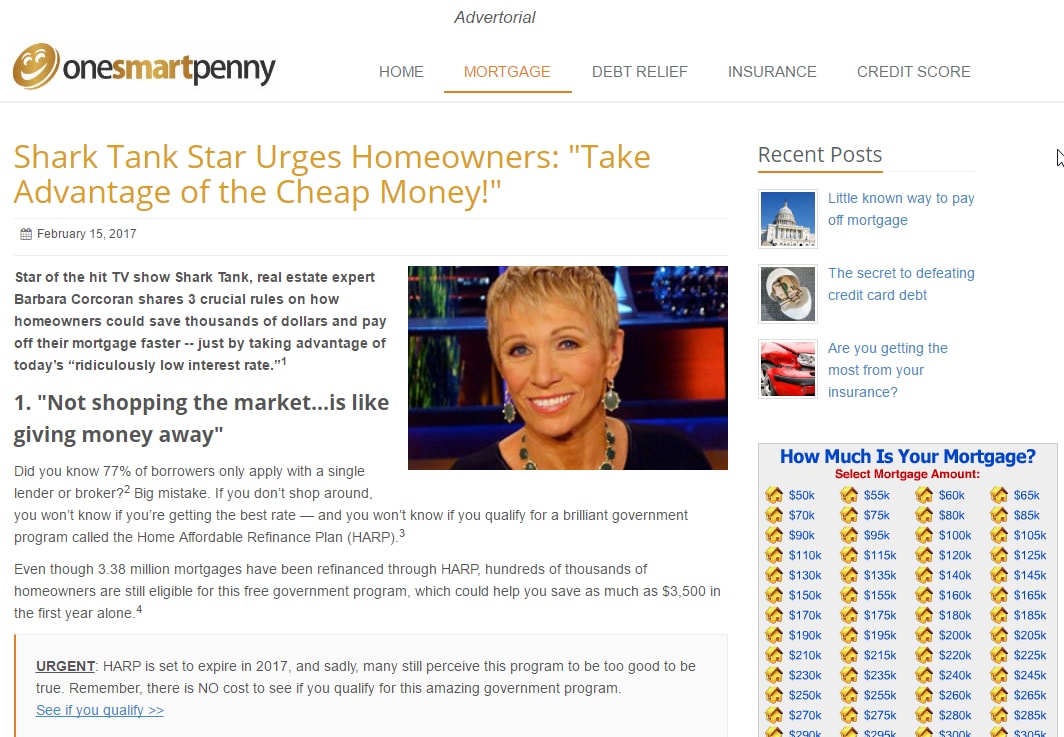 Advertorial
onesmartpenny
HOME MORTGAGE DEBT RELIEF INSURANCE CREDIT SCORE
Shark Tank Star Urges Homeowners: "Take
Advantage of the Cheap Money!"
February 15, 2017
Star of the hit TV show Shark Tank, real estate expert
Barbara Corcoran shares 3 crucial rules on how
homeowners could save thousands of dollars and pay
off their mortgage faster -- just by taking advantage of
today’s “ridiculously low interest rate.”1
1. "Not shopping the market...is like
giving money away"
Did you know 77% of borrowers only apply with a single
lender or broker?2 Big mistake. If you don’t shop around,
you won’t know if you’re getting the best rate — and you won’t know if you qualify for a brilliant government
program called the Home Affordable Refinance Plan (HARP).3
Even though 3.38 million mortgages have been refinanced through HARP, hundreds of thousands of
homeowners are still eligible for this free government program, which could help you save as much as $3,500 in
the first year alone.4
URGENT: HARP is set to expire in 2017, and sadly, many still perceive this program to be too good to be
true. Remember, there is NO cost to see if you qualify for this amazing government program.
See if you qualify >>
Recent Posts
Little known way to pay
off mortgage
The secret to defeating
credit card debt
Are you getting the
most from your
insurance?
How Much Is Your Mortgage?
Select Mortgage Amount:
$50k $55k $60k $65k
$70k $75k $80k $85k
$90k $95k $100k $105k
$110k $115k $120k $125k
$130k $135k $140k $145k
$150k $155k $160k $165k
$170k $175k $180k $185k
$190k $195k $200k $205k
$210k $215k $220k $225k
$230k $235k $240k $245k
$250k $255k $260k $265k
$270k $275k $280k $285k
$290k $295k $300k $305k